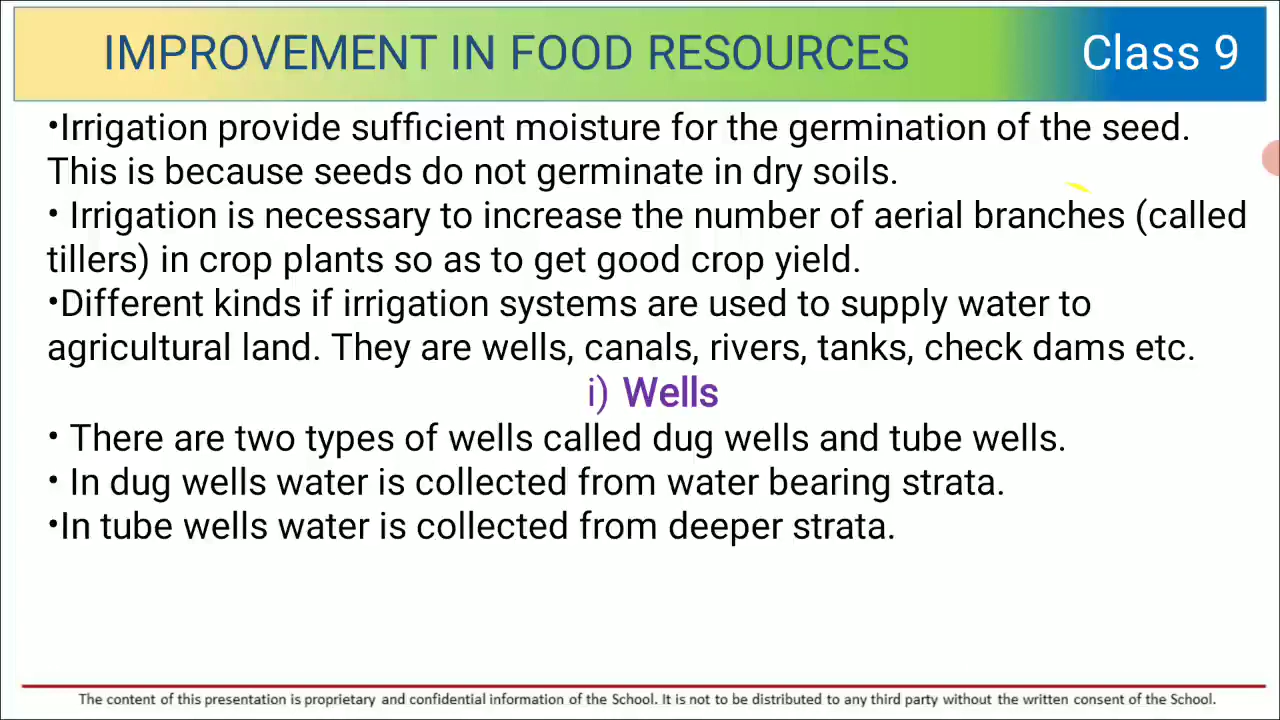 IMPROVEMENT IN FOOD RESOURCES
Class 9
•Irrigation provide sufficient moisture for the germination of the seed.
This is because seeds do not germinate in dry soils.
• Irrigation is necessary to increase the number of aerial branches (called
tillers) in crop plants so as to get good crop yield.
•Different kinds if irrigation systems are used to supply water to
agricultural land. They are wells, canals, rivers, tanks, check dams etc.
i) Wells
• There are two types of wells called dug wells and tube wells.
• In dug wells water is collected from water bearing strata.
•In tube wells water is collected from deeper strata.
The content of this presentation is proprietary and confidential information of the School. It is not to be distributed to any third party without the written consent of the School.